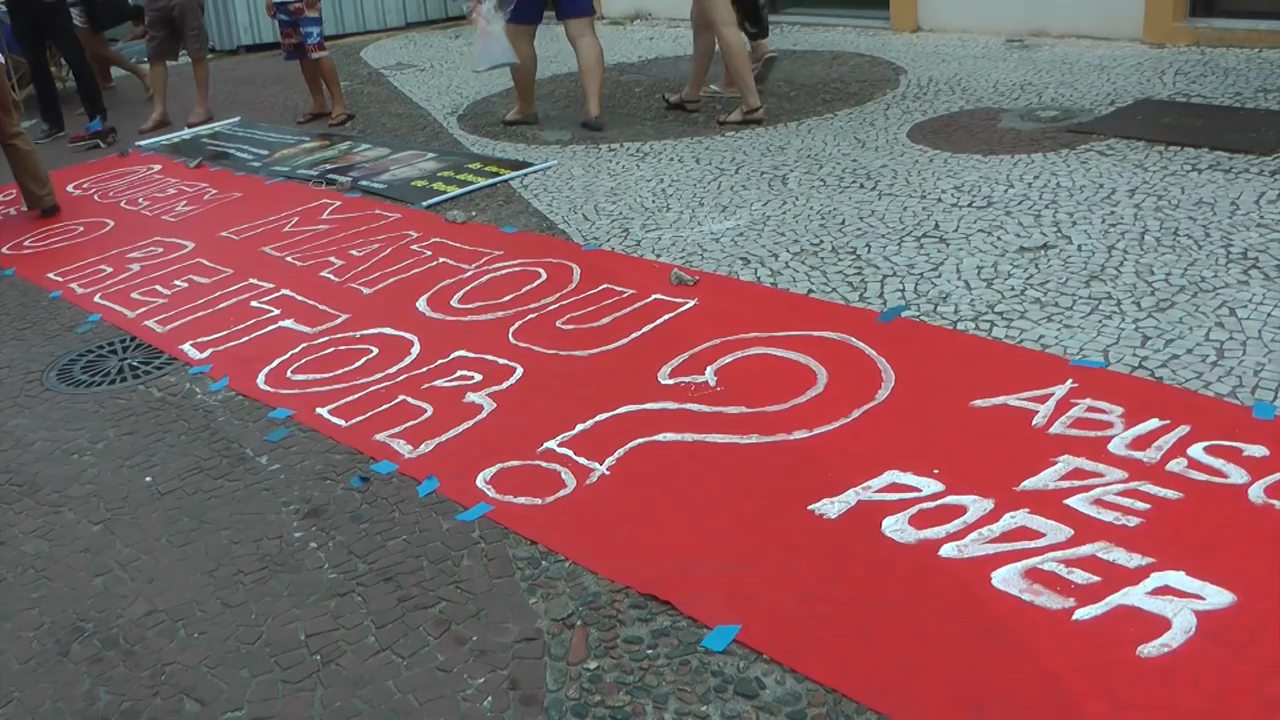 QUEM MATOU
O REITOR?
ABUSO
DE
PODER